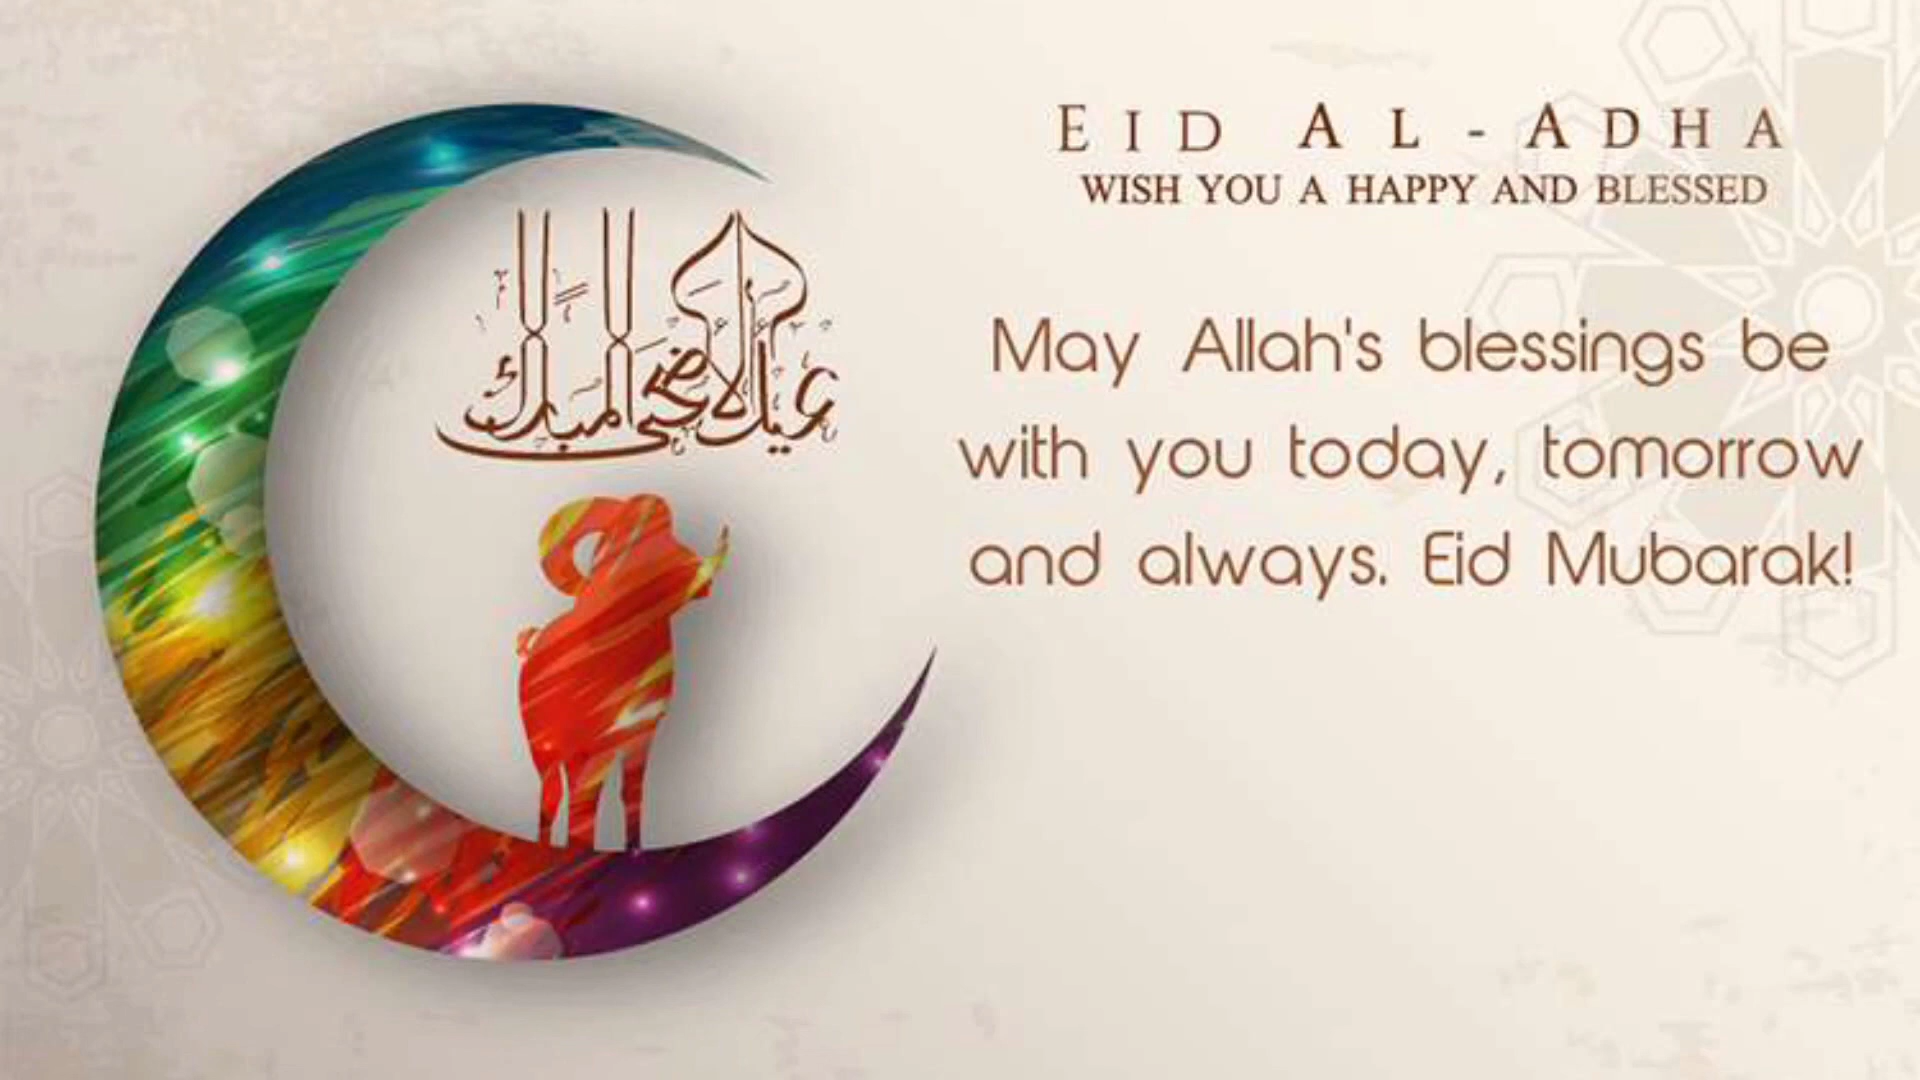 عيد الأضحى المبارك
EID AL-ADHA
WISH YOU A HAPPY AND BLESSED
May Allah's blessings be
with you today, tomorrow
and always. Eid Mubarak!